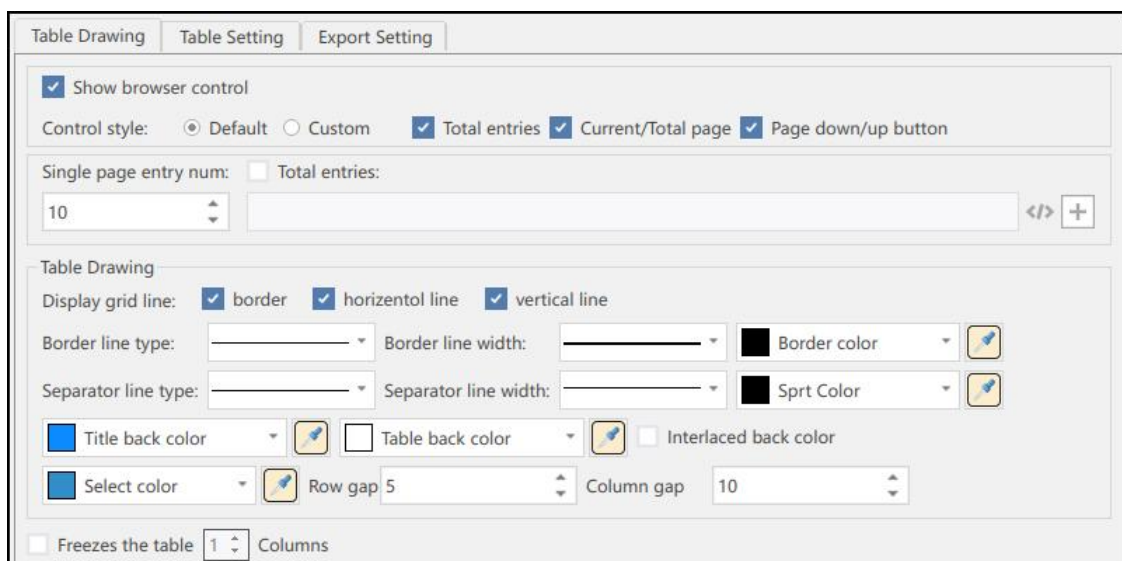 Table Drawing Table Setting Export Setting
Show browser control
Control style: Default Custom Total entries Current/Total page Page down/up button
Single page entry num: Total entries:
10 </>
Table Drawing
Display grid line: border horizentol line vertical line
Border line type: Border line width: Border color
Separator line type: Separator line width: Sprt Color
Title back color Table back color Interlaced back color
Select color Row gap 5 Column gap 10
Freezes the table 1 Columns